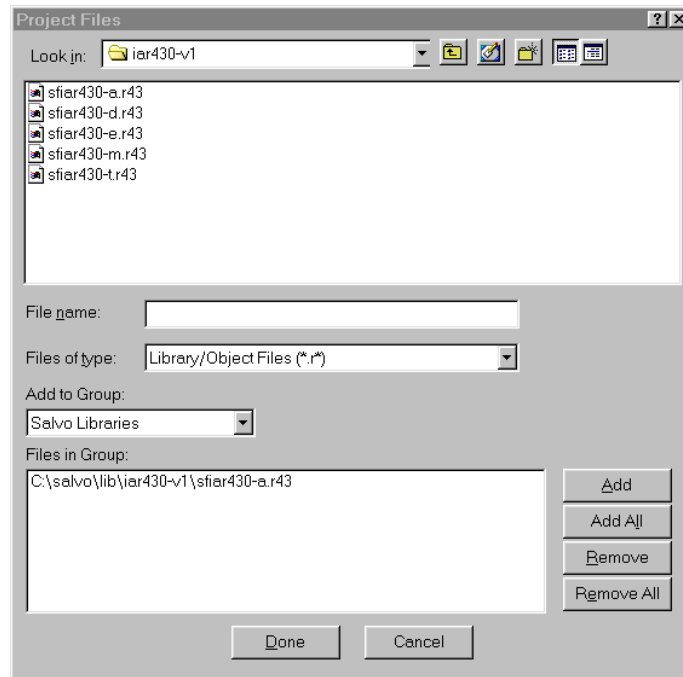 Project Files
Look in: iar430-v1
sfiar430-a.r43
sfiar430-d.r43
sfiar430-e.r43
sfiar430-m.r43
sfiar430-t.r43
File name:
Files of type: Library/Object Files (*.r*)
Add to Group:
Salvo Libraries
Files in Group:
C:\salvo\lib\iar430-v1\sfiar430-a.r43
Add
Add All
Remove
Remove All
Done Cancel